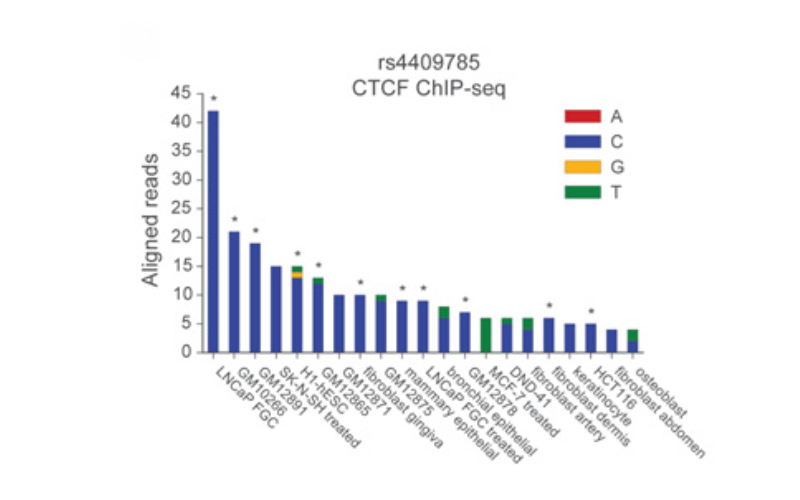 rs4409785
CTCF ChIP-seq
Aligned reads
45
40
35
30
25
20
15
10
5
0
*
*
*
*
*
*
*
*
*
*
*
A
C
G
T
LNCaP FGC
GM10266
GM12891
SK-N-SH treated
H1-hESC
GM12865
GM12871
fibroblast gingiva
GM12875
mammary epithelial
LNCaP FGC treated
bronchial epithelial
GM12878
MCF-7 treated
DND-41
fibroblast artery
fibroblast dermis
keratinocyte
HCT116
fibroblast abdomen
osteoblast